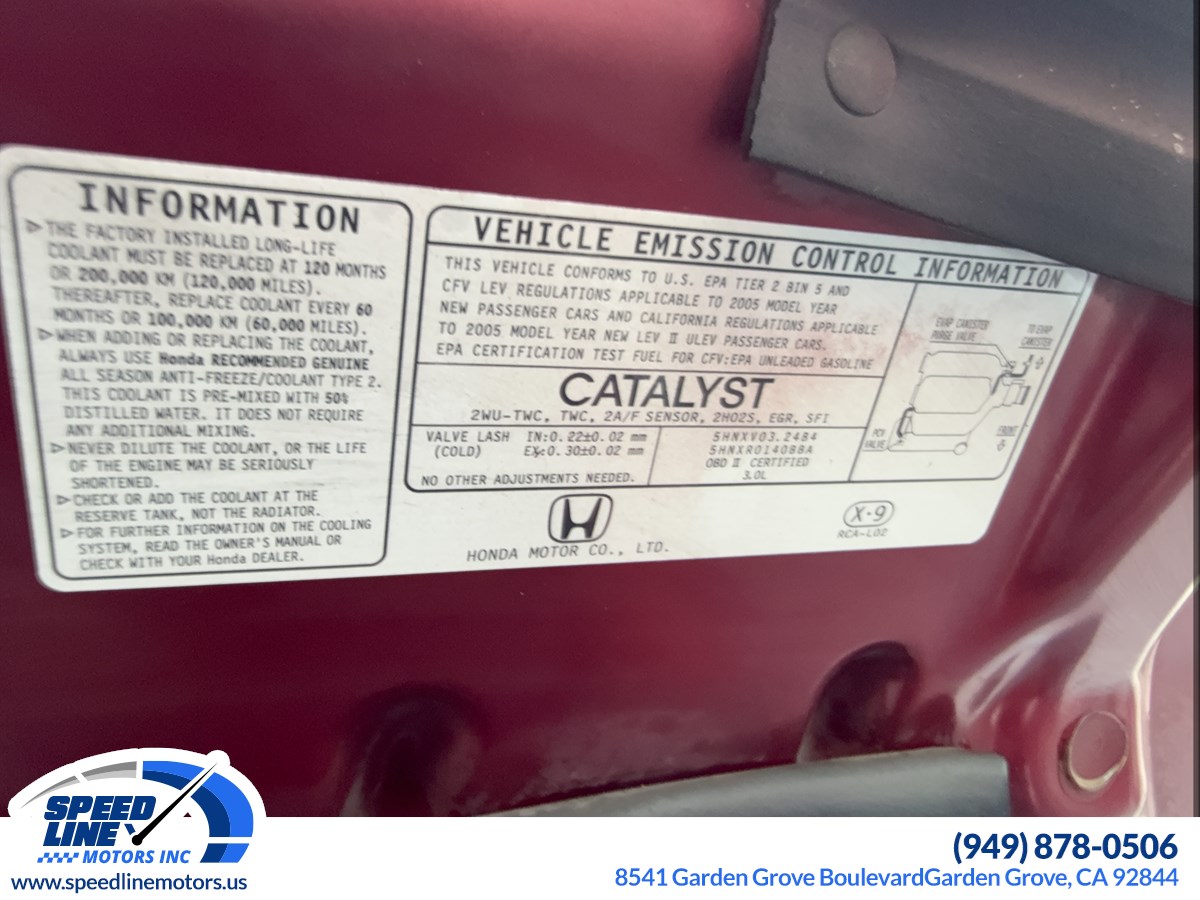 INFORMATION
▷THE FACTORY INSTALLED LONG-LIFE
COOLANT MUST BE REPLACED AT 120 MONTHS
OR 200,000 KM (120,000 MILES).
THEREAFTER, REPLACE COOLANT EVERY 60
MONTHS OR 100,000 KM (60,000 MILES).
▷WHEN ADDING OR REPLACING THE COOLANT,
ALWAYS USE Honda RECOMMENDED GENUINE
ALL SEASON ANTI-FREEZE/COOLANT TYPE 2.
THIS COOLANT IS PRE-MIXED WITH 50%
DISTILLED WATER. IT DOES NOT REQUIRE
ANY ADDITIONAL MIXING.
▷NEVER DILUTE THE COOLANT, OR THE LIFE
OF THE ENGINE MAY BE SERIOUSLY
SHORTENED.
▷CHECK OR ADD THE COOLANT AT THE
RESERVE TANK, NOT THE RADIATOR.
▷FOR FURTHER INFORMATION ON THE COOLING
SYSTEM, READ THE OWNER'S MANUAL OR
CHECK WITH YOUR Honda DEALER.
VEHICLE EMISSION CONTROL INFORMATION
THIS VEHICLE CONFORMS TO U.S. EPA TIER 2 BIN 5 AND
CFV LEV REGULATIONS APPLICABLE TO 2005 MODEL YEAR
NEW PASSENGER CARS AND CALIFORNIA REGULATIONS APPLICABLE
TO 2005 MODEL YEAR NEW LEV II ULEV PASSENGER CARS.
EPA CERTIFICATION TEST FUEL FOR CFV:EPA UNLEADED GASOLINE
CATALYST
2WU-TWC, TWC, 2A/F SENSOR, 2HO2S, EGR, SFI
VALVE LASH IN:0.22±0.02 mm
(COLD) EX:0.30±0.02 mm
NO OTHER ADJUSTMENTS NEEDED.
5HNXV03.2484
5HNXR0140BBA
OBD II CERTIFIED
3.0L
EVAP CANISTER
PURGE VALVE
TO EVAP
CANISTER
PCV
VALVE
FRONT
HONDA MOTOR CO., LTD.
X-9
RCA-L02
SPEED
LINE
MOTORS INC
www.speedlinemotors.us
(949) 878-0506
8541 Garden Grove BoulevardGarden Grove, CA 92844